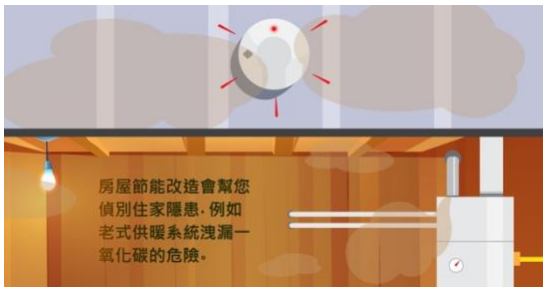 房屋節能改造會幫您
偵別住家隱患，例如
老式供暖系統洩漏一
氧化碳的危險。